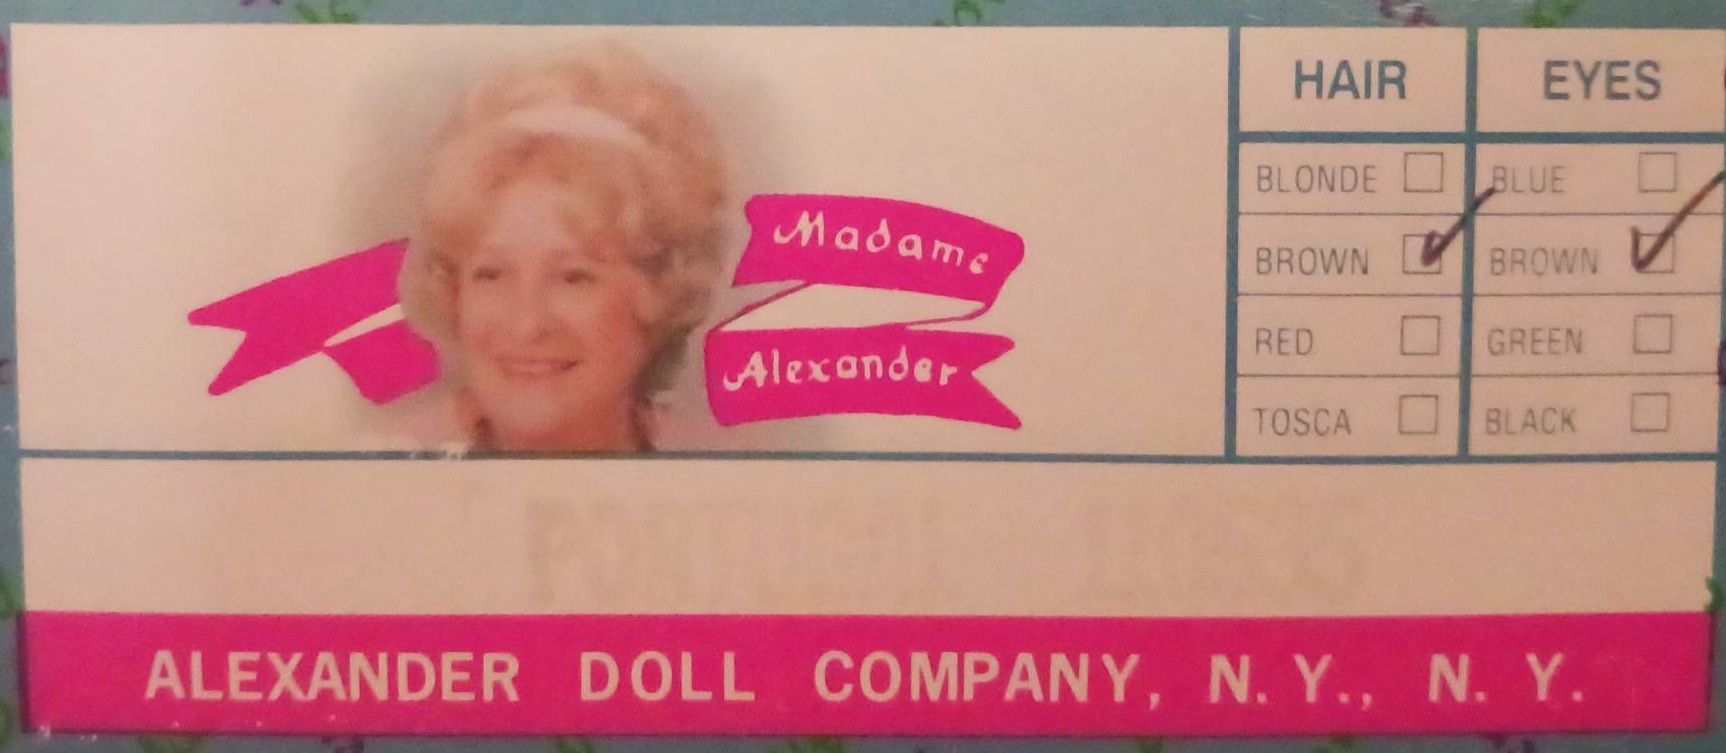 Madame
Alexander
HAIR
EYES
BLONDE
BLUE
BROWN
BROWN
RED
GREEN
TOSCA
BLACK
ALEXANDER DOLL COMPANY, N. Y., N. Y.